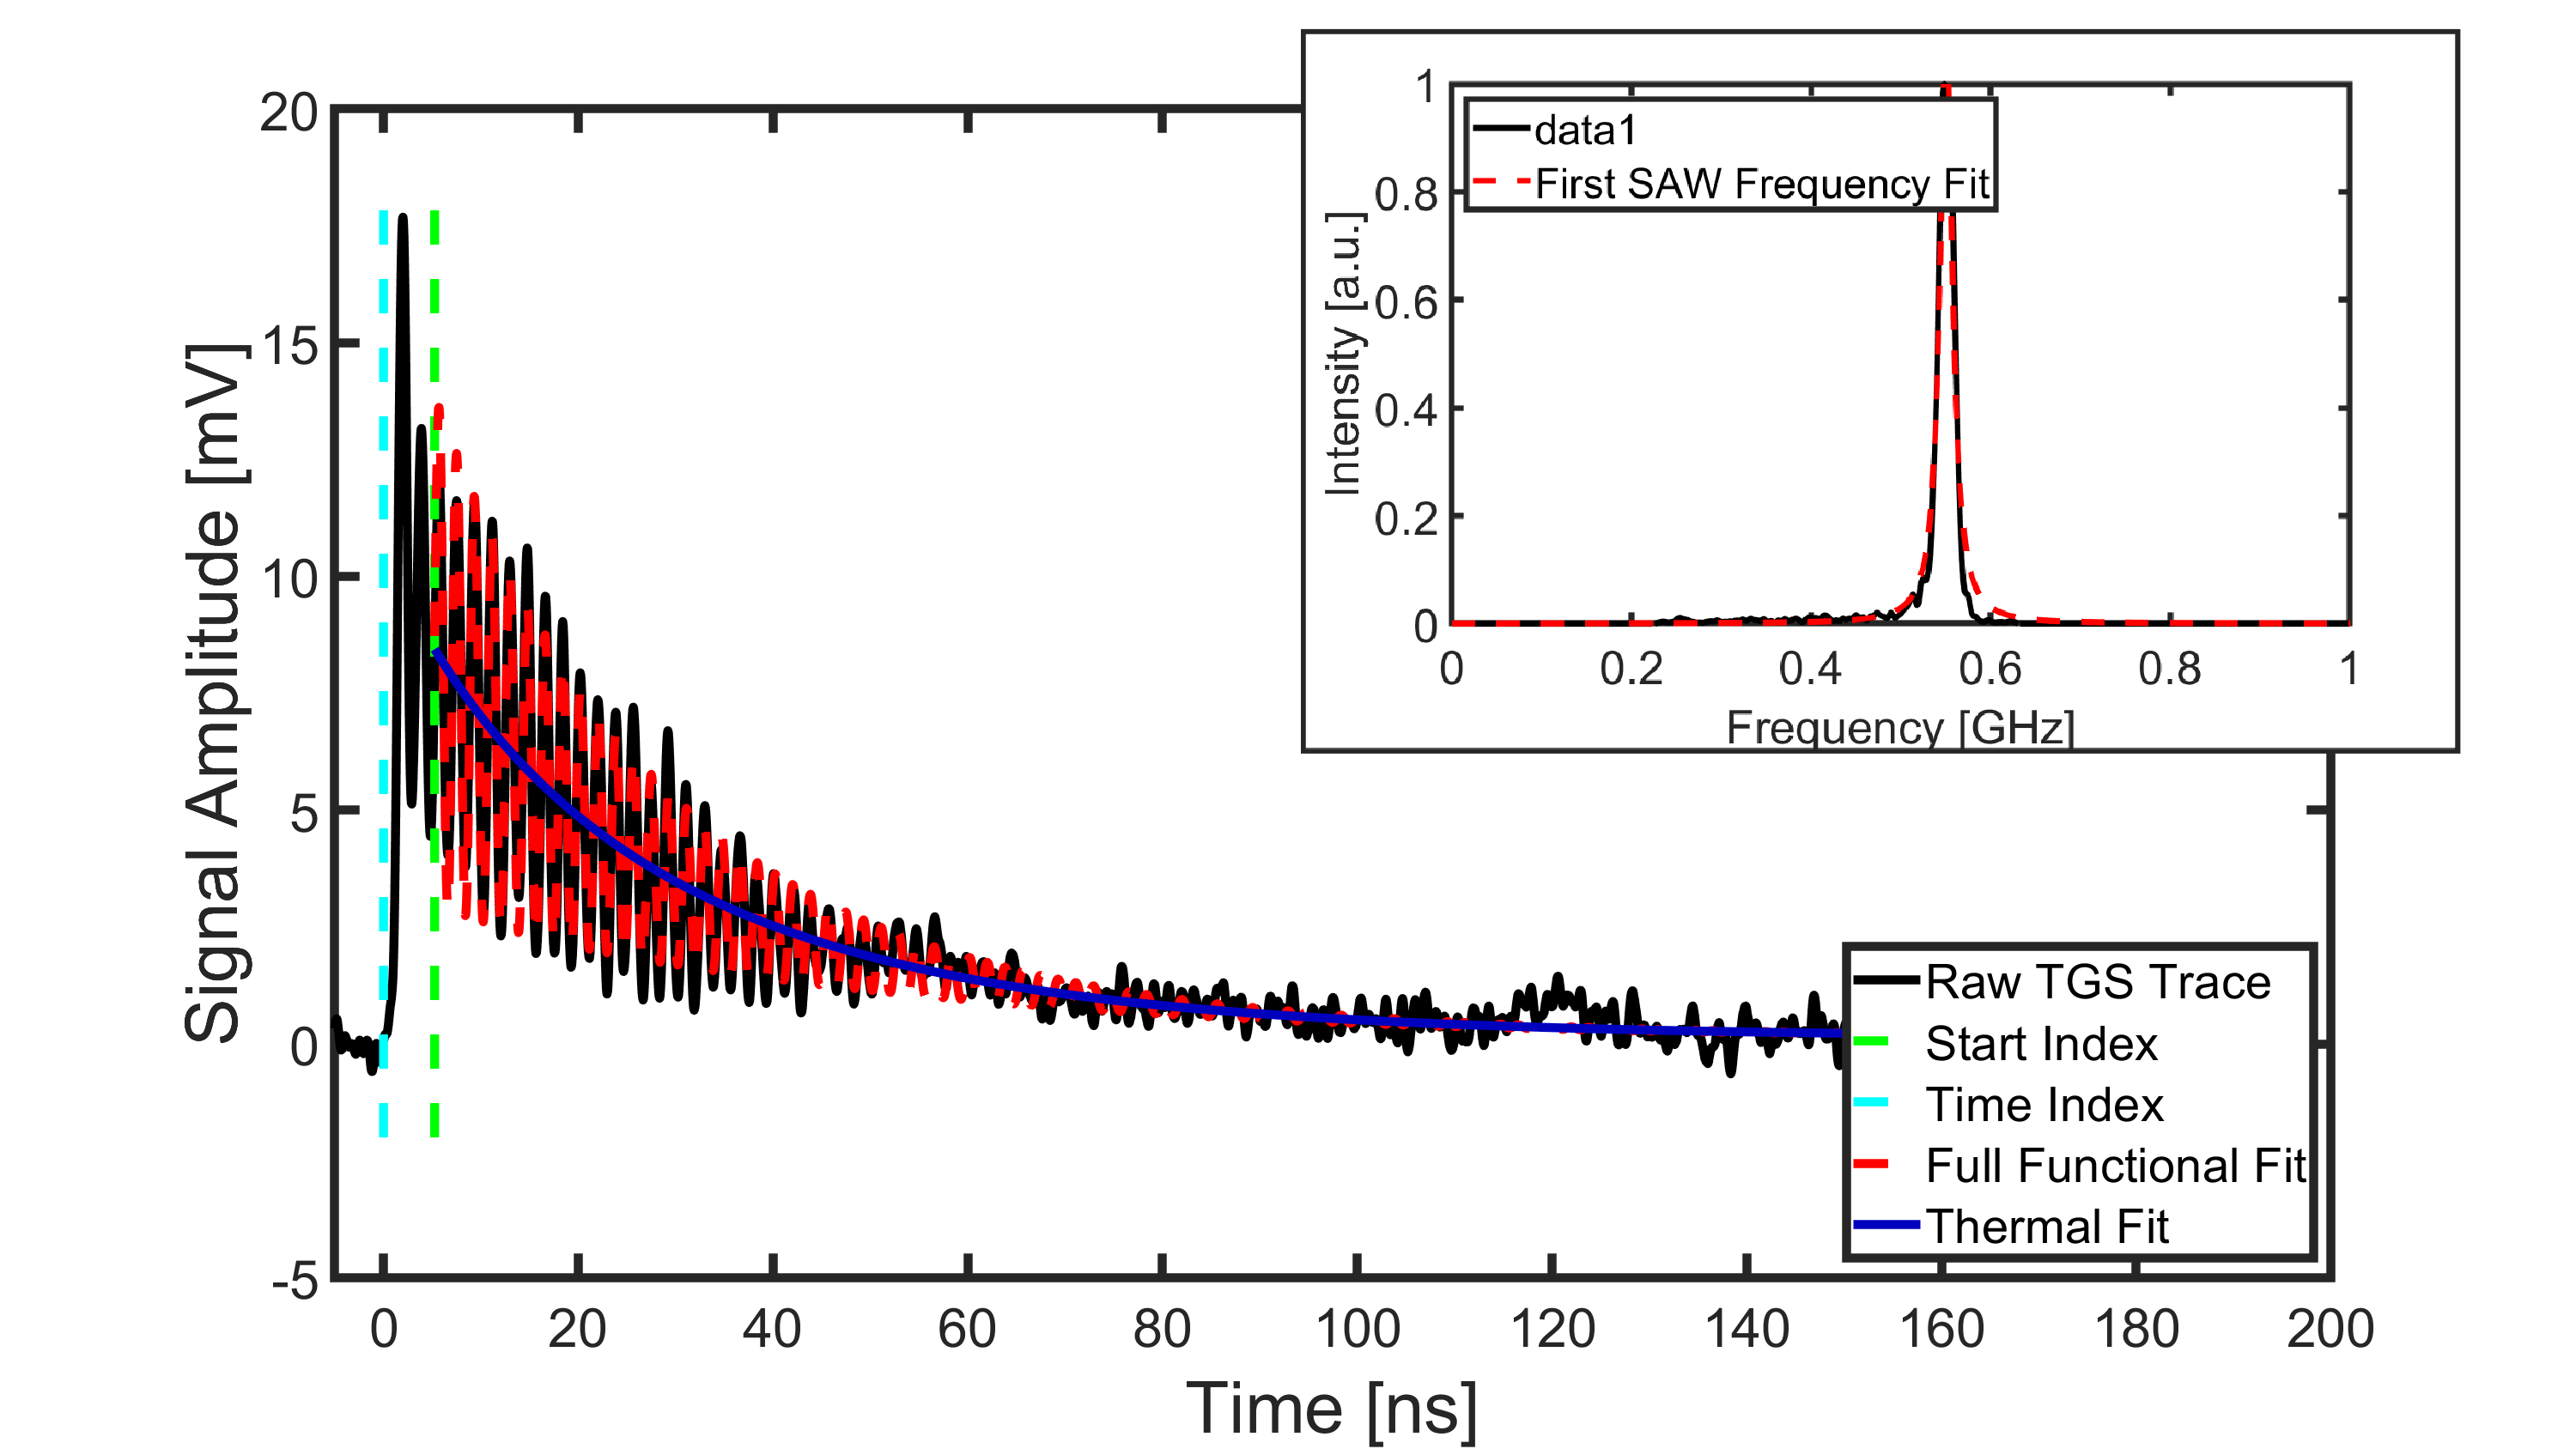 20
15
10
5
0
-5
Signal Amplitude [mV]
0 20 40 60 80 100 120 140 160 180 200
Time [ns]
1
0.8
0.6
0.4
0.2
0
Intensity [a.u.]
data1
First SAW Frequency Fit
0 0.2 0.4 0.6 0.8 1
Frequency [GHz]
Raw TGS Trace
Start Index
Time Index
Full Functional Fit
Thermal Fit